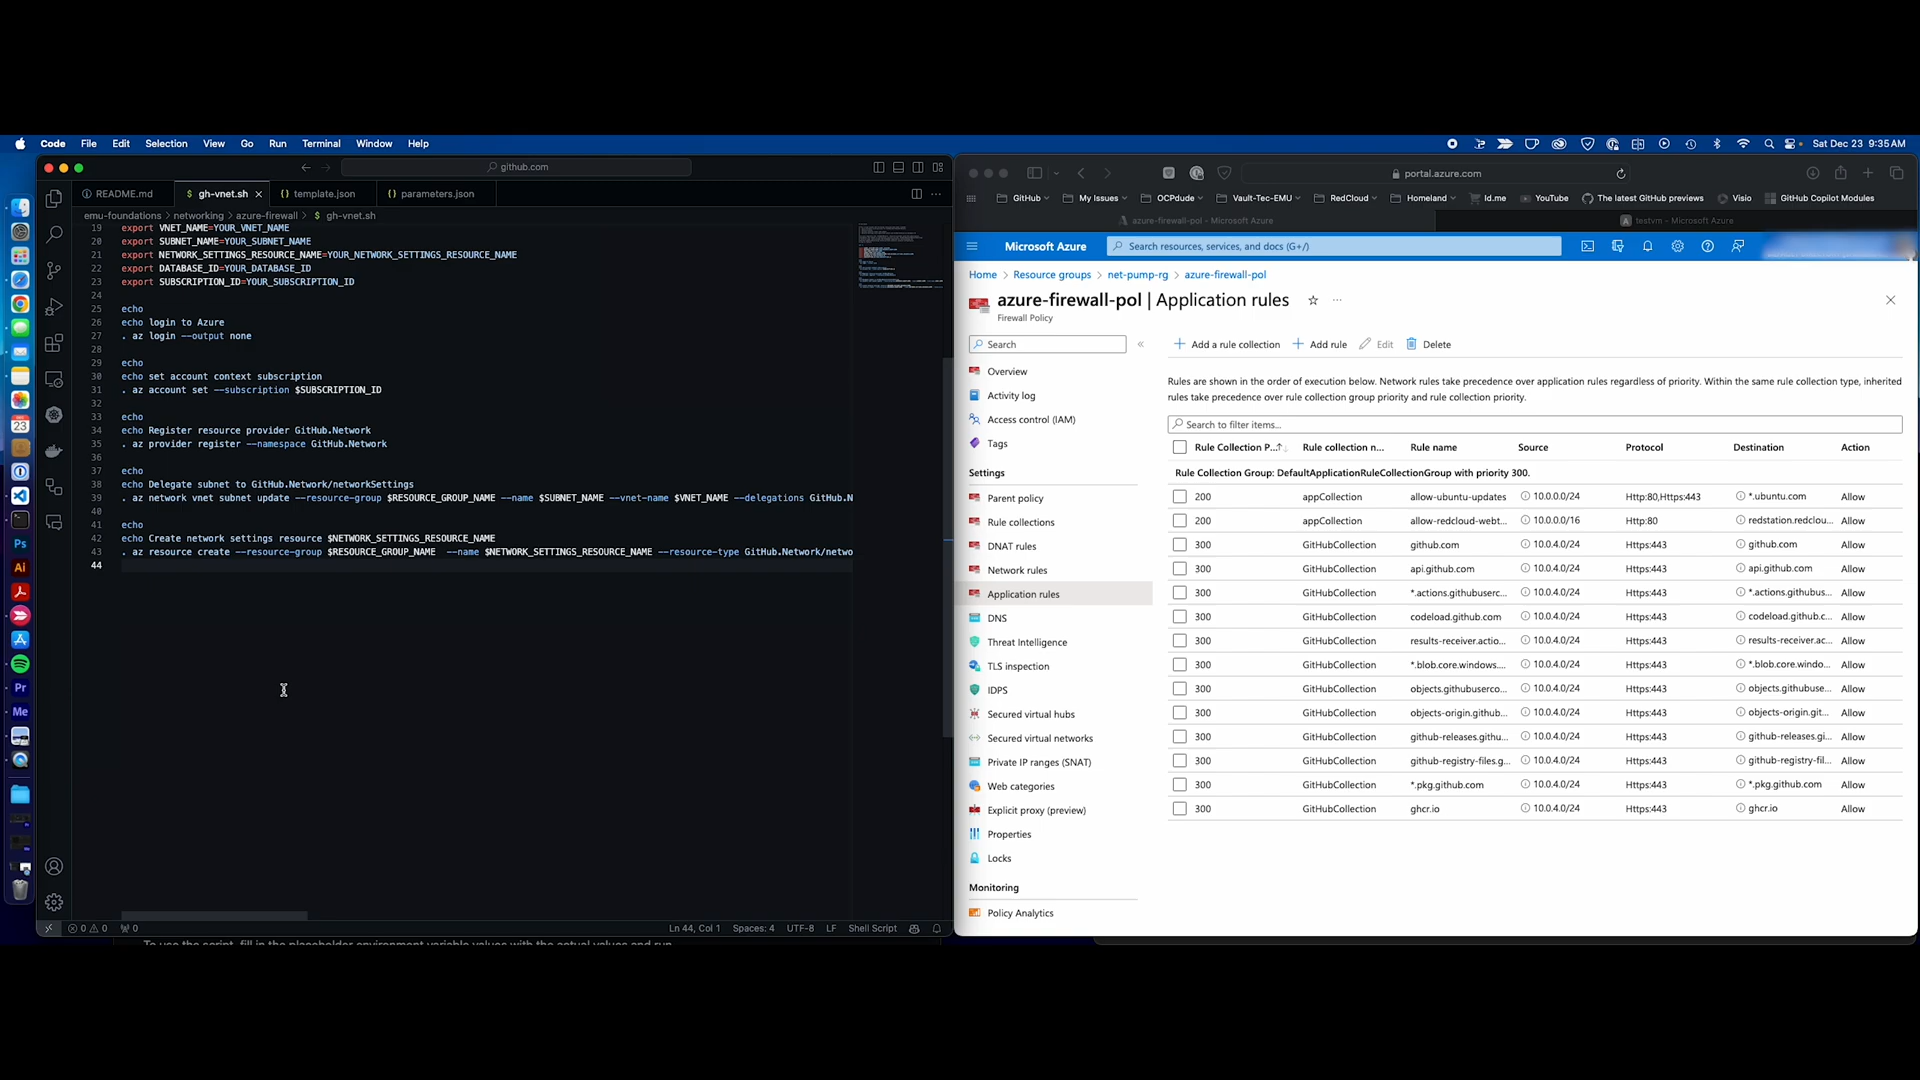 Code File Edit Selection View Go Run Terminal Window Help
Sat Dec 23 9:35AM
github.com
README.md
$ gh-vnet.sh
{} template.json
{} parameters.json
emu-foundations > networking > azure-firewall > $ gh-vnet.sh
19 export VNET_NAME=YOUR_VNET_NAME
20 export SUBNET_NAME=YOUR_SUBNET_NAME
21 export NETWORK_SETTINGS_RESOURCE_NAME=YOUR_NETWORK_SETTINGS_RESOURCE_NAME
22 export DATABASE_ID=YOUR_DATABASE_ID
23 export SUBSCRIPTION_ID=YOUR_SUBSCRIPTION_ID
24
25 echo
26 echo login to Azure
27 . az login --output none
28
29 echo
30 echo set account context subscription
31 . az account set --subscription $SUBSCRIPTION_ID
32
33 echo
34 echo Register resource provider GitHub.Network
35 . az provider register --namespace GitHub.Network
36
37 echo
38 echo Delegate subnet to GitHub.Network/networkSettings
39 . az network vnet subnet update --resource-group $RESOURCE_GROUP_NAME --name $SUBNET_NAME --vnet-name $VNET_NAME --delegations GitHub.N
40
41 echo
42 echo Create network settings resource $NETWORK_SETTINGS_RESOURCE_NAME
43 . az resource create --resource-group $RESOURCE_GROUP_NAME --name $NETWORK_SETTINGS_RESOURCE_NAME --resource-type GitHub.Network/netwo
44
0 0 0
Ln 44, Col 1 Spaces: 4 UTF-8 LF Shell Script
To use the script, fill in the placeholder environment variable values with the actual values and run
23
Ps
Ai
Pr
Me
portal.azure.com
GitHub My Issues OCPdude Vault-Tec-EMU RedCloud Homeland Id.me YouTube The latest GitHub previews Visio GitHub Copilot Modules
azure-firewall-pol - Microsoft Azure
testvm - Microsoft Azure
Microsoft Azure
Search resources, services, and docs (G+/)
Home > Resource groups > net-pump-rg > azure-firewall-pol
azure-firewall-pol | Application rules
Firewall Policy
Search
Overview
Activity log
Access control (IAM)
Tags
Settings
Parent policy
Rule collections
DNAT rules
Network rules
Application rules
DNS
Threat Intelligence
TLS inspection
IDPS
Secured virtual hubs
Secured virtual networks
Private IP ranges (SNAT)
Web categories
Explicit proxy (preview)
Properties
Locks
Monitoring
Policy Analytics
Add a rule collection Add rule Edit Delete
Rules are shown in the order of execution below. Network rules take precedence over application rules regardless of priority. Within the same rule collection type, inherited
rules take precedence over rule collection group priority and rule collection priority.
Search to filter items...
Rule Collection P... Rule collection n... Rule name Source Protocol Destination Action
Rule Collection Group: DefaultApplicationRuleCollectionGroup with priority 300.
200 appCollection allow-ubuntu-updates 10.0.0.0/24 Http:80,Https:443 *.ubuntu.com Allow
200 appCollection allow-redcloud-webt... 10.0.0.0/16 Http:80 redstation.redclou... Allow
300 GitHubCollection github.com 10.0.4.0/24 Https:443 github.com Allow
300 GitHubCollection api.github.com 10.0.4.0/24 Https:443 api.github.com Allow
300 GitHubCollection *.actions.githubuserc... 10.0.4.0/24 Https:443 *.actions.githubus... Allow
300 GitHubCollection codeload.github.com 10.0.4.0/24 Https:443 codeload.github.c... Allow
300 GitHubCollection results-receiver.actio... 10.0.4.0/24 Https:443 results-receiver.ac... Allow
300 GitHubCollection *.blob.core.windows.... 10.0.4.0/24 Https:443 *.blob.core.windo... Allow
300 GitHubCollection objects.githubuserco... 10.0.4.0/24 Https:443 objects.githubuse... Allow
300 GitHubCollection objects-origin.github... 10.0.4.0/24 Https:443 objects-origin.git... Allow
300 GitHubCollection github-releases.githu... 10.0.4.0/24 Https:443 github-releases.gi... Allow
300 GitHubCollection github-registry-files.g... 10.0.4.0/24 Https:443 github-registry-fil... Allow
300 GitHubCollection *.pkg.github.com 10.0.4.0/24 Https:443 *.pkg.github.com Allow
300 GitHubCollection ghcr.io 10.0.4.0/24 Https:443 ghcr.io Allow